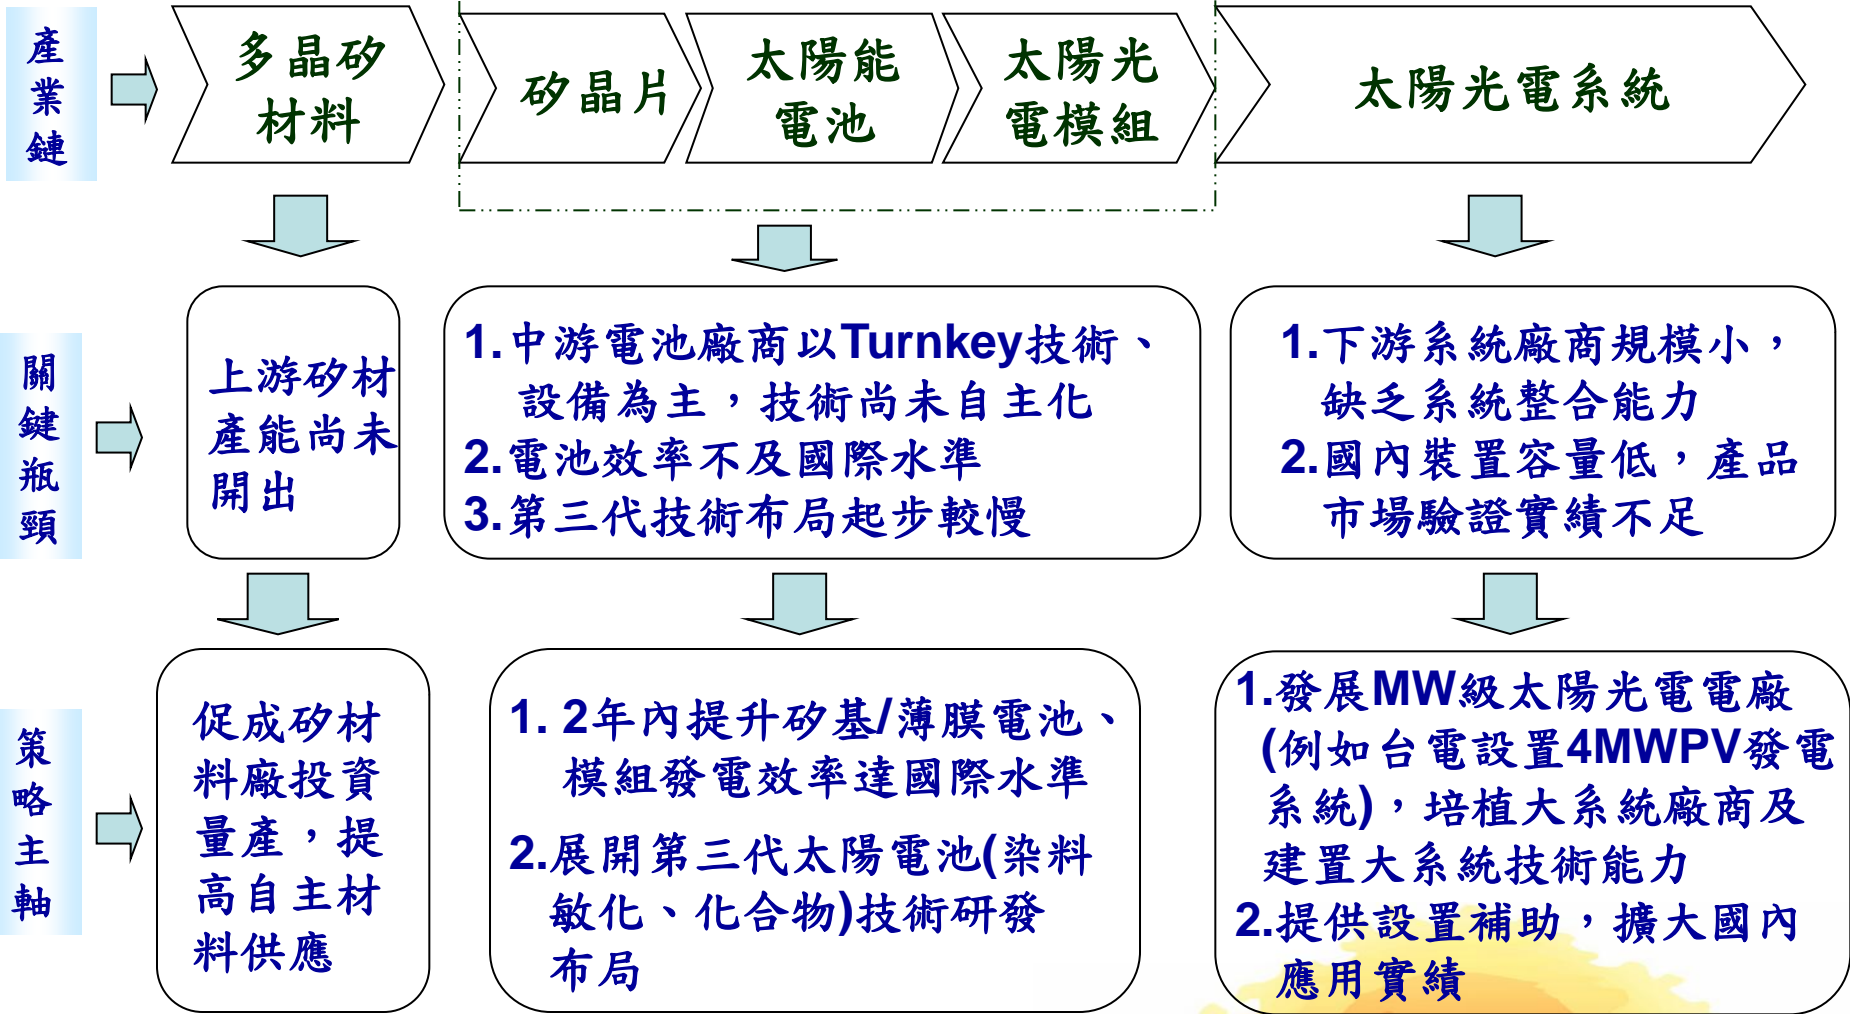 產業鏈
多晶矽
材料
矽晶片
太陽能
電池
太陽光
電模組
太陽光電系統
關鍵瓶頸
上游矽材
產能尚未
開出
1.中游電池廠商以Turnkey技術、
設備為主，技術尚未自主化
2.電池效率不及國際水準
3.第三代技術布局起步較慢
1.下游系統廠商規模小，
缺乏系統整合能力
2.國內裝置容量低，產品
市場驗證實績不足
策略主軸
促成矽材
料廠投資
量產，提
高自主材
料供應
1. 2年內提升矽基/薄膜電池、
模組發電效率達國際水準
2.展開第三代太陽電池(染料
敏化、化合物)技術研發
布局
1.發展MW級太陽光電電廠
(例如台電設置4MWPV發電
系統)，培植大系統廠商及
建置大系統技術能力
2.提供設置補助，擴大國內
應用實績